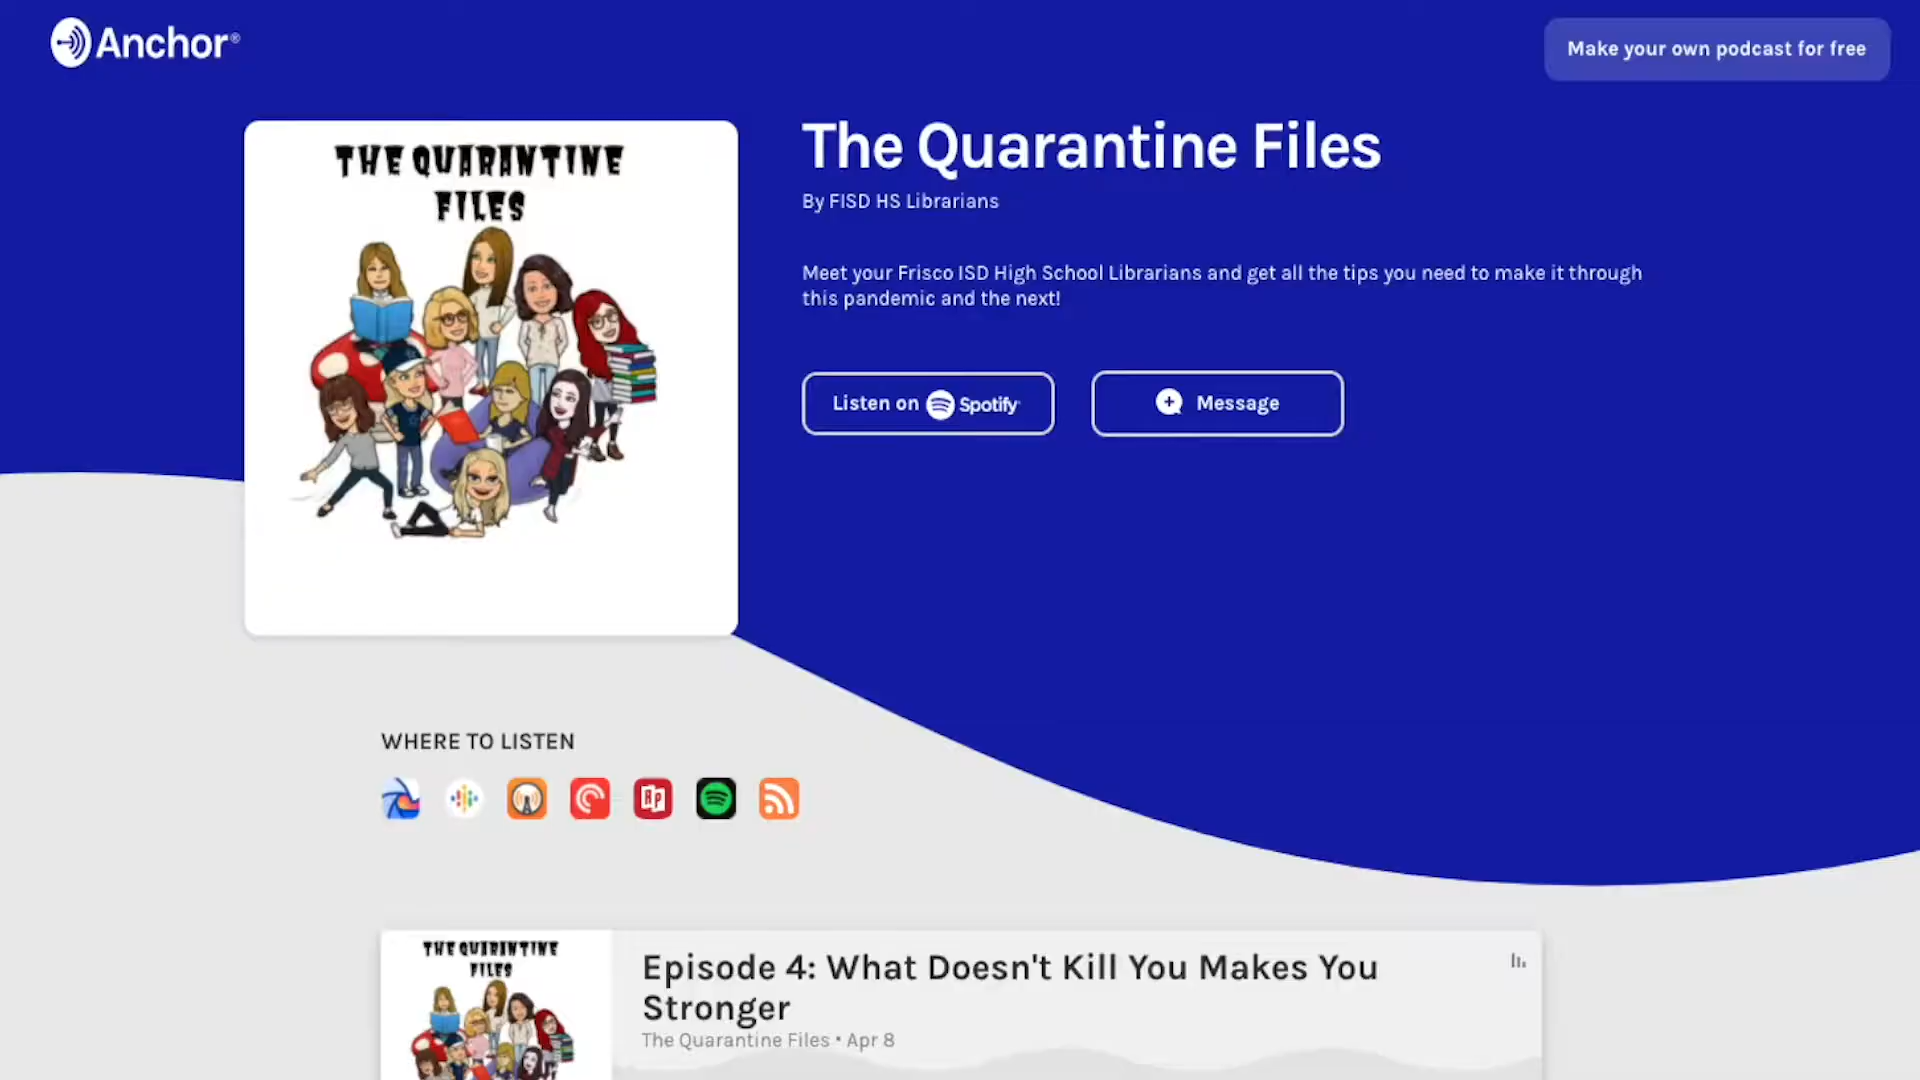 Anchor®
Make your own podcast for free
THE QUARANTINE
FILES
The Quarantine Files
By FISD HS Librarians
Meet your Frisco ISD High School Librarians and get all the tips you need to make it through
this pandemic and the next!
Listen on Spotify
Message
WHERE TO LISTEN
RP
THE QUARANTINE
FILES
Episode 4: What Doesn't Kill You Makes You
Stronger
The Quarantine Files • Apr 8